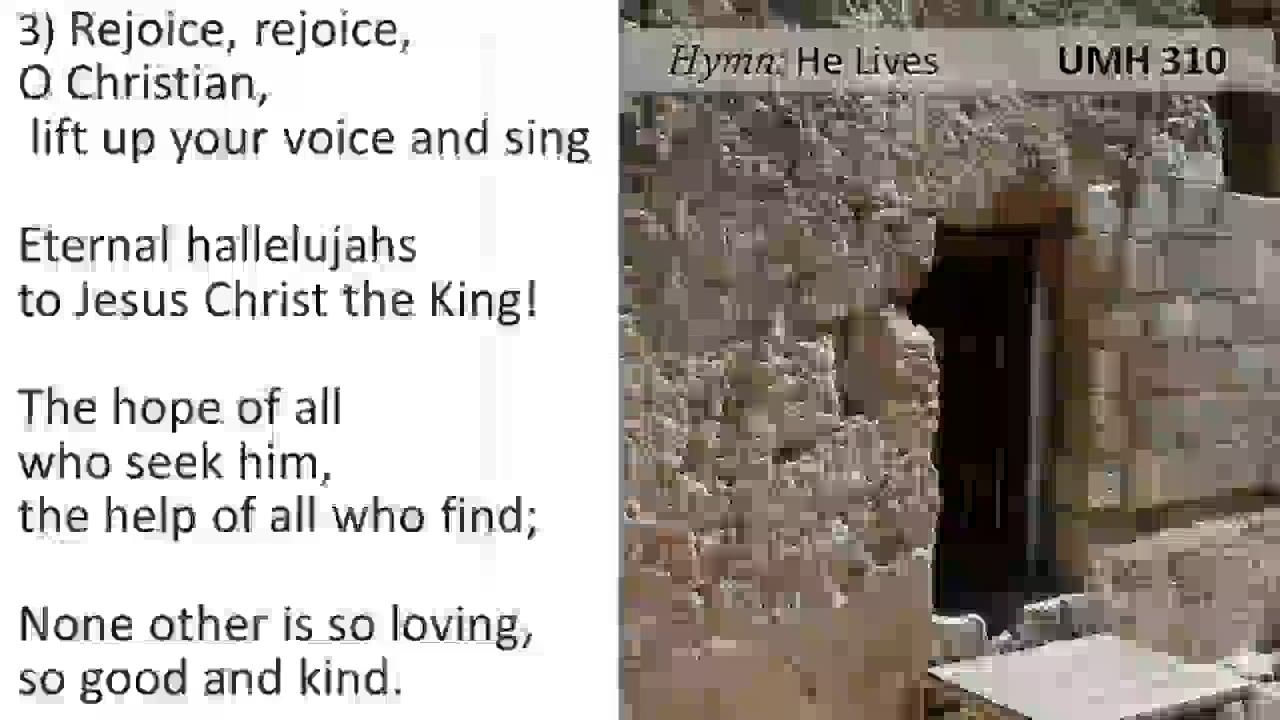 3) Rejoice, rejoice,
O Christian,
lift up your voice and sing
Eternal hallelujahs
to Jesus Christ the King!
The hope of all
who seek him,
the help of all who find;
None other is so loving,
so good and kind.
Hymn: He Lives UMH 310